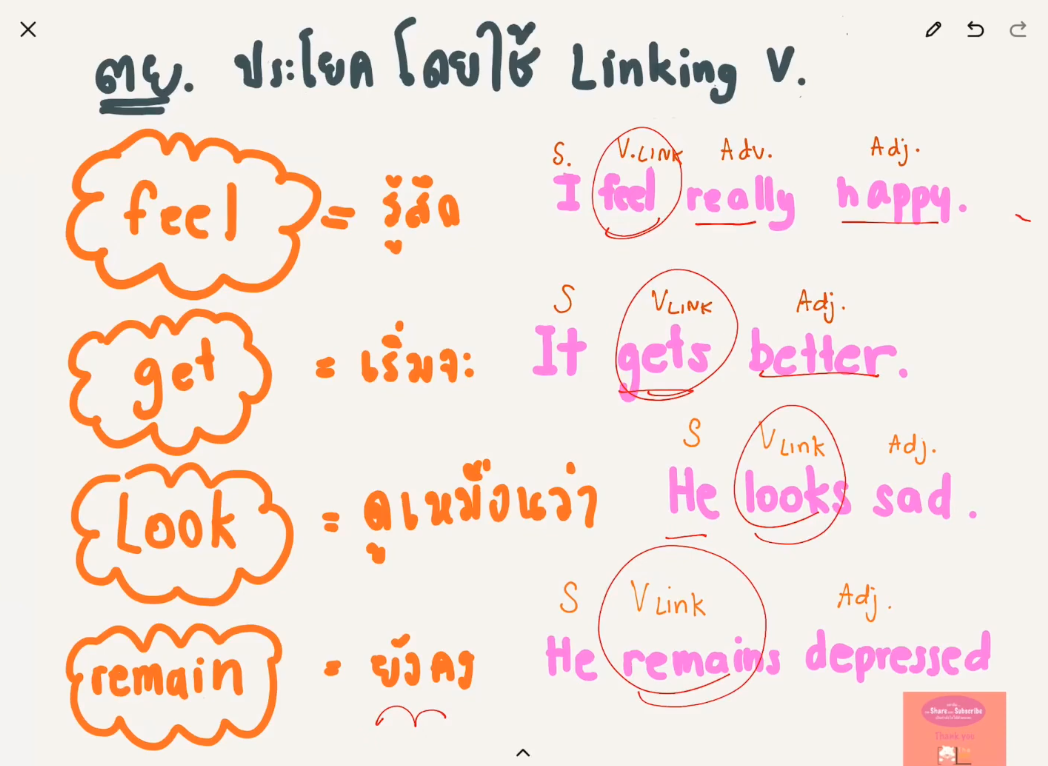 ตย. ประโยคโดยใช้ Linking V.
S. V.LINK Adv. Adj.
feel = รู้สึก I feel really happy.
S VLINK Adj.
get = เริ่มจะ It gets better.
S VLink Adj.
Look = ดูเหมือนว่า He looks sad.
S VLink Adj.
remain = ยังคง He remains depressed
Share Subscribe
Thank you